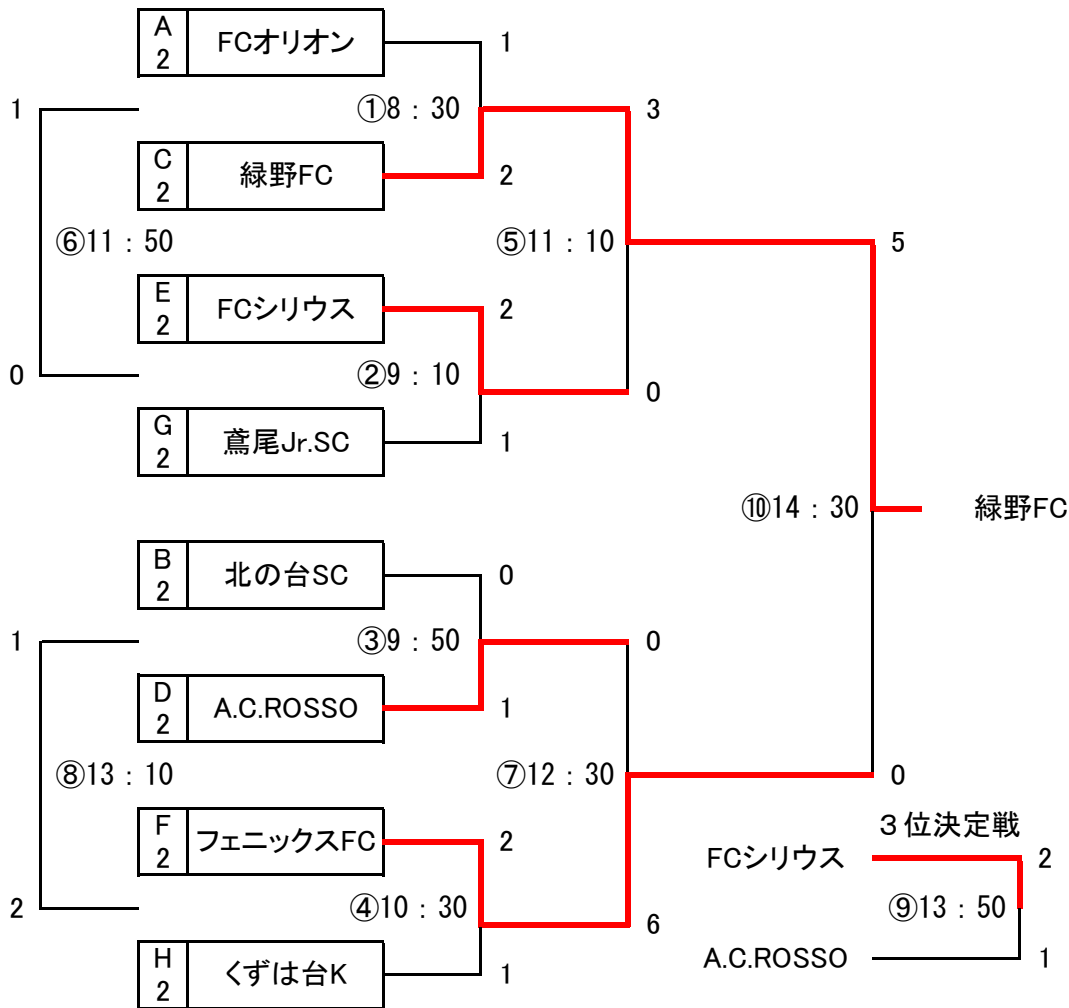 A
2
FCオリオン
1
1
①8：30
3
C
2
緑野FC
2
⑥11：50
⑤11：10
5
E
2
FCシリウス
2
0
②9：10
0
G
2
鳶尾Jr.SC
1
⑩14：30
緑野FC
B
2
北の台SC
0
1
③9：50
0
D
2
A.C.ROSSO
1
⑧13：10
⑦12：30
0
F
2
フェニックスFC
2
３位決定戦
FCシリウス
2
2
④10：30
6
⑨13：50
H
2
くずは台K
1
A.C.ROSSO
1